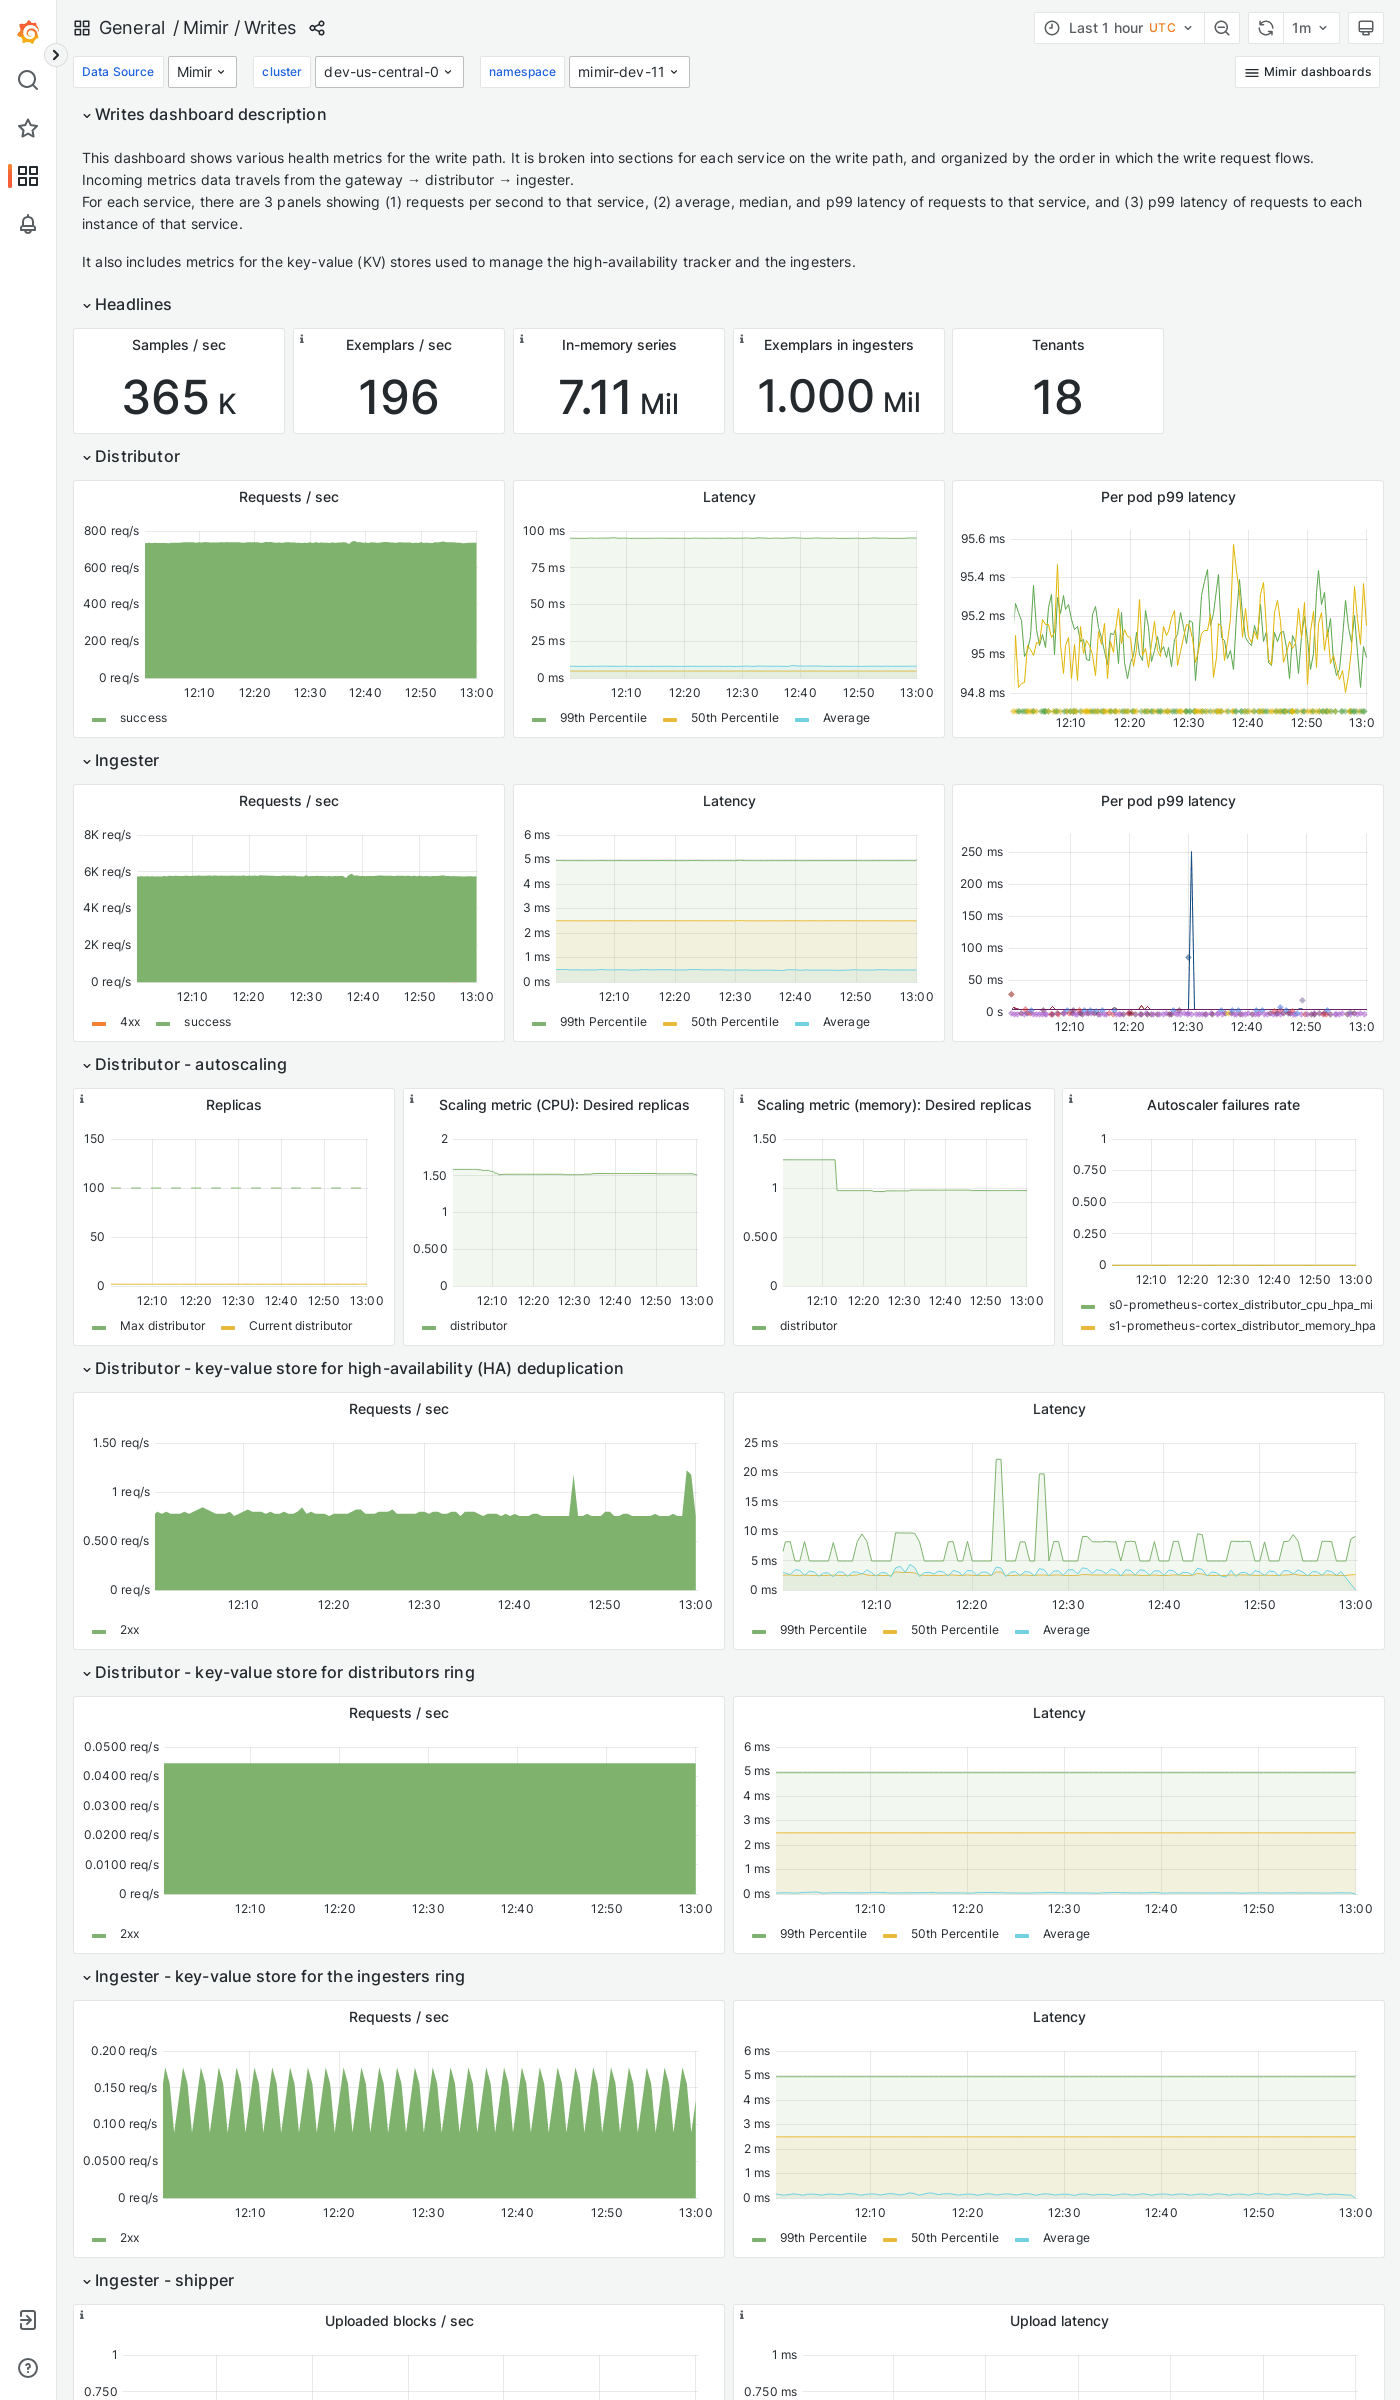 General / Mimir / Writes
Last 1 hour UTC
1m
Data Source Mimir cluster dev-us-central-0 namespace mimir-dev-11
Mimir dashboards
Writes dashboard description
This dashboard shows various health metrics for the write path. It is broken into sections for each service on the write path, and organized by the order in which the write request flows.
Incoming metrics data travels from the gateway → distributor → ingester.
For each service, there are 3 panels showing (1) requests per second to that service, (2) average, median, and p99 latency of requests to that service, and (3) p99 latency of requests to each
instance of that service.
It also includes metrics for the key-value (KV) stores used to manage the high-availability tracker and the ingesters.
Headlines
Samples / sec
365 K
Exemplars / sec
196
In-memory series
7.11 Mil
Exemplars in ingesters
1.000 Mil
Tenants
18
Distributor
Requests / sec
800 req/s
600 req/s
400 req/s
200 req/s
0 req/s
12:10 12:20 12:30 12:40 12:50 13:00
success
Latency
100 ms
75 ms
50 ms
25 ms
0 ms
12:10 12:20 12:30 12:40 12:50 13:00
99th Percentile 50th Percentile Average
Per pod p99 latency
95.6 ms
95.4 ms
95.2 ms
95 ms
94.8 ms
12:10 12:20 12:30 12:40 12:50 13:0
Ingester
Requests / sec
8K req/s
6K req/s
4K req/s
2K req/s
0 req/s
12:10 12:20 12:30 12:40 12:50 13:00
4xx success
Latency
6 ms
5 ms
4 ms
3 ms
2 ms
1 ms
0 ms
12:10 12:20 12:30 12:40 12:50 13:00
99th Percentile 50th Percentile Average
Per pod p99 latency
250 ms
200 ms
150 ms
100 ms
50 ms
0 s
12:10 12:20 12:30 12:40 12:50 13:0
Distributor - autoscaling
Replicas
150
100
50
0
12:10 12:20 12:30 12:40 12:50 13:00
Max distributor Current distributor
Scaling metric (CPU): Desired replicas
2
1.50
1
0.500
0
12:10 12:20 12:30 12:40 12:50 13:00
distributor
Scaling metric (memory): Desired replicas
1.50
1
0.500
0
12:10 12:20 12:30 12:40 12:50 13:00
distributor
Autoscaler failures rate
1
0.750
0.500
0.250
0
12:10 12:20 12:30 12:40 12:50 13:00
s0-prometheus-cortex_distributor_cpu_hpa_mi
s1-prometheus-cortex_distributor_memory_hpa
Distributor - key-value store for high-availability (HA) deduplication
Requests / sec
1.50 req/s
1 req/s
0.500 req/s
0 req/s
12:10 12:20 12:30 12:40 12:50 13:00
2xx
Latency
25 ms
20 ms
15 ms
10 ms
5 ms
0 ms
12:10 12:20 12:30 12:40 12:50 13:00
99th Percentile 50th Percentile Average
Distributor - key-value store for distributors ring
Requests / sec
0.0500 req/s
0.0400 req/s
0.0300 req/s
0.0200 req/s
0.0100 req/s
0 req/s
12:10 12:20 12:30 12:40 12:50 13:00
2xx
Latency
6 ms
5 ms
4 ms
3 ms
2 ms
1 ms
0 ms
12:10 12:20 12:30 12:40 12:50 13:00
99th Percentile 50th Percentile Average
Ingester - key-value store for the ingesters ring
Requests / sec
0.200 req/s
0.150 req/s
0.100 req/s
0.0500 req/s
0 req/s
12:10 12:20 12:30 12:40 12:50 13:00
2xx
Latency
6 ms
5 ms
4 ms
3 ms
2 ms
1 ms
0 ms
12:10 12:20 12:30 12:40 12:50 13:00
99th Percentile 50th Percentile Average
Ingester - shipper
Uploaded blocks / sec
1
0.750
Upload latency
1 ms
0.750 ms